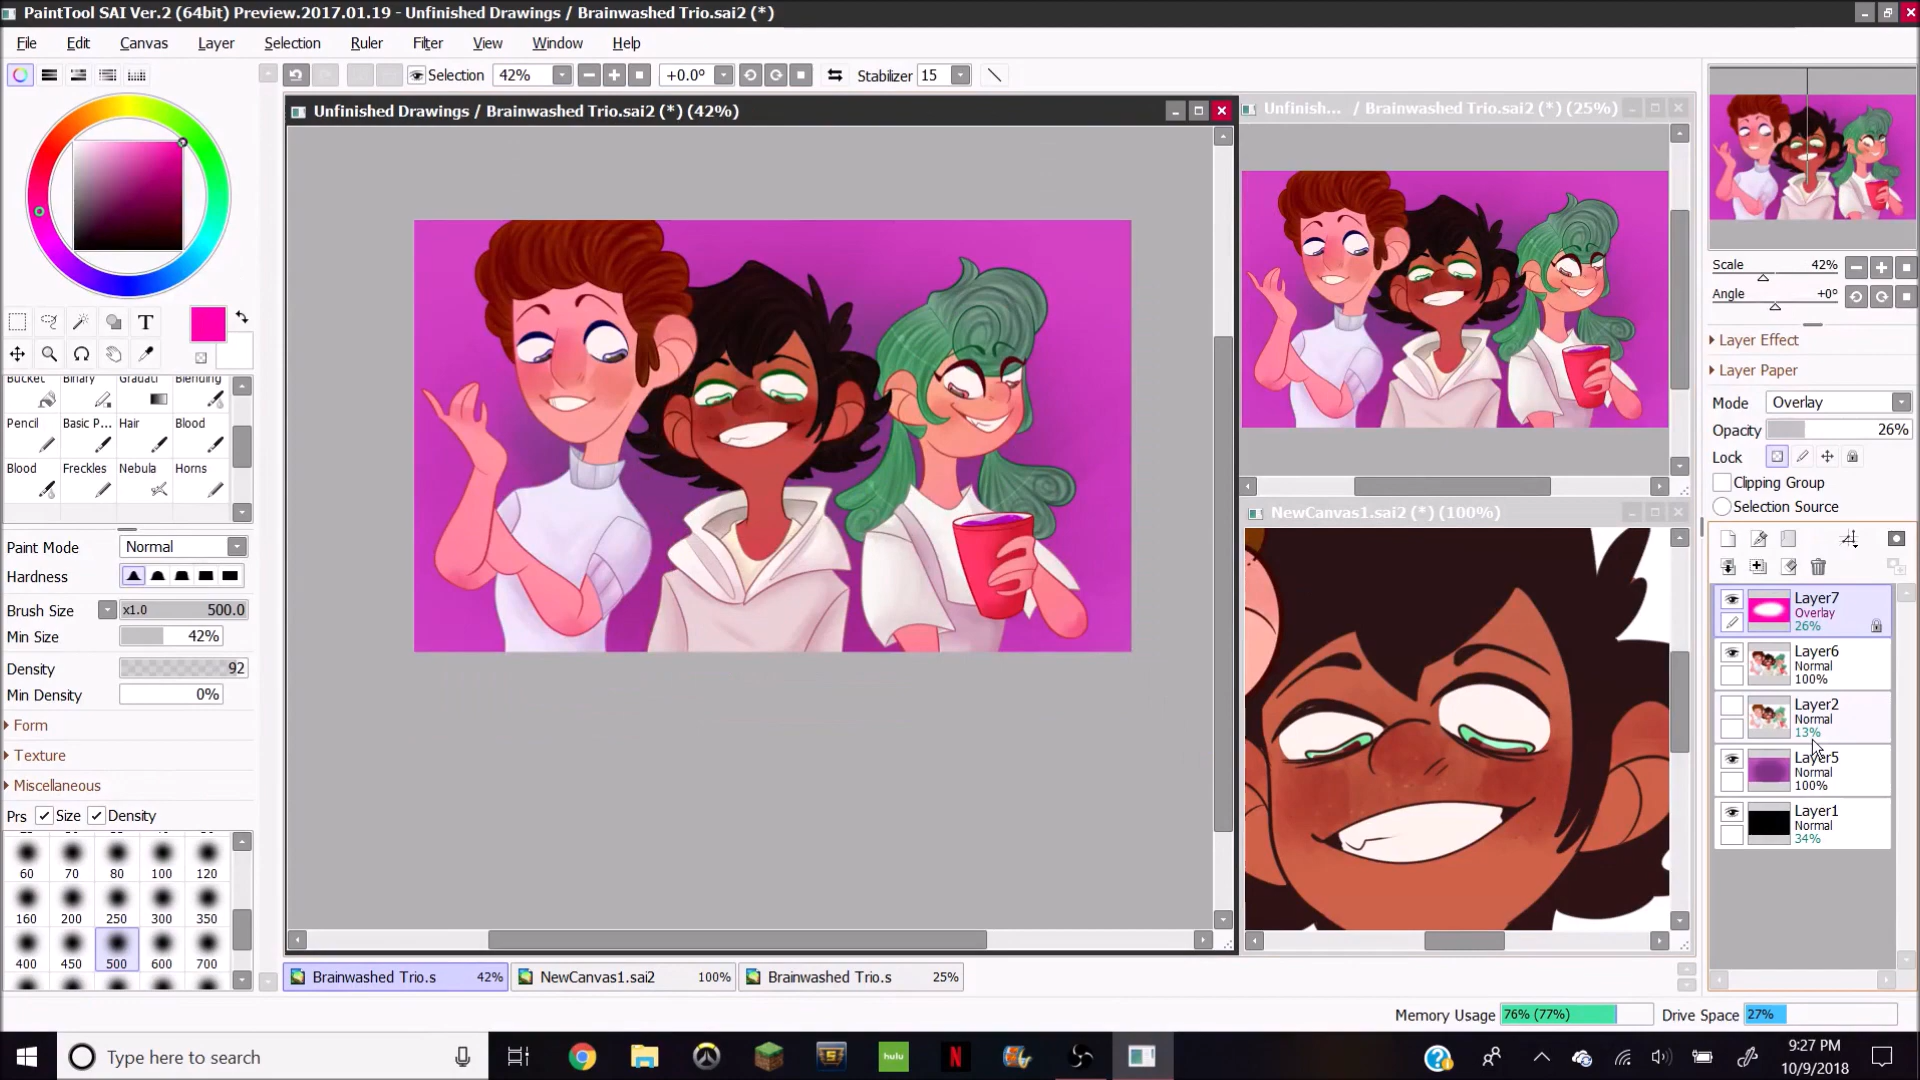 PaintTool SAI Ver.2 (64bit) Preview.2017.01.19 - Unfinished Drawings / Brainwashed Trio.sai2 (*)
File Edit Canvas Layer Selection Ruler Filter View Window Help
Selection 42% +0.0° Stabilizer 15
Unfinished Drawings / Brainwashed Trio.sai2 (*) (42%)
Unfinish... / Brainwashed Trio.sai2 (*) (25%)
NewCanvas1.sai2 (*) (100%)
T
Bucket Binary Gradati Blending
Pencil Basic P... Hair Blood
Blood Freckles Nebula Horns
Paint Mode Normal
Hardness
Brush Size x1.0 500.0
Min Size 42%
Density 92
Min Density 0%
Form
Texture
Miscellaneous
Prs Size Density
60 70 80 100 120
160 200 250 300 350
400 450 500 600 700
Scale 42%
Angle +0°
Layer Effect
Layer Paper
Mode Overlay
Opacity 26%
Lock
Clipping Group
Selection Source
Layer7
Overlay
26%
Layer6
Normal
100%
Layer2
Normal
13%
Layer5
Normal
100%
Layer1
Normal
34%
Brainwashed Trio.s 42% NewCanvas1.sai2 100% Brainwashed Trio.s 25%
Memory Usage 76% (77%) Drive Space 27%
Type here to search
hulu
N
9:27 PM
10/9/2018